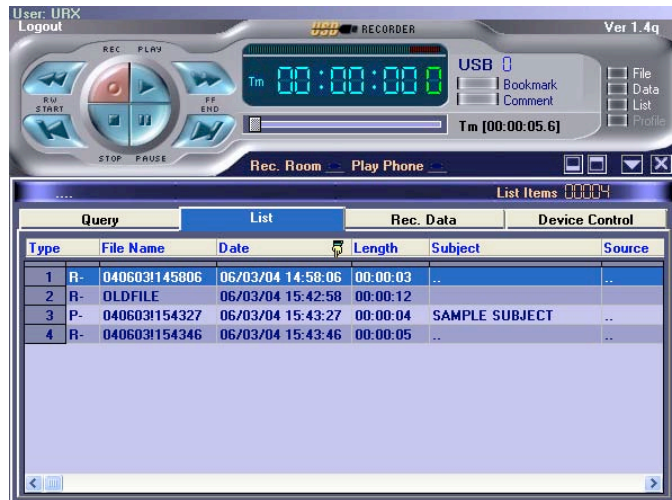 User: URX
Logout
USB RECORDER
Ver 1.4q
REC PLAY
RW START
FF END
STOP PAUSE
Tm 00:00:00 0
USB 0
Bookmark
Comment
Tm [00:00:05.6]
File
Data
List
Profile
Rec. Room Play Phone
....
List Items 00004
Query List Rec. Data Device Control
Type File Name Date Length Subject Source
1 R- 040603!145806 06/03/04 14:58:06 00:00:03 .. ..
2 R- OLDFILE 06/03/04 15:42:58 00:00:12
3 P- 040603!154327 06/03/04 15:43:27 00:00:04 SAMPLE SUBJECT ..
4 R- 040603!154346 06/03/04 15:43:46 00:00:05 .. ..